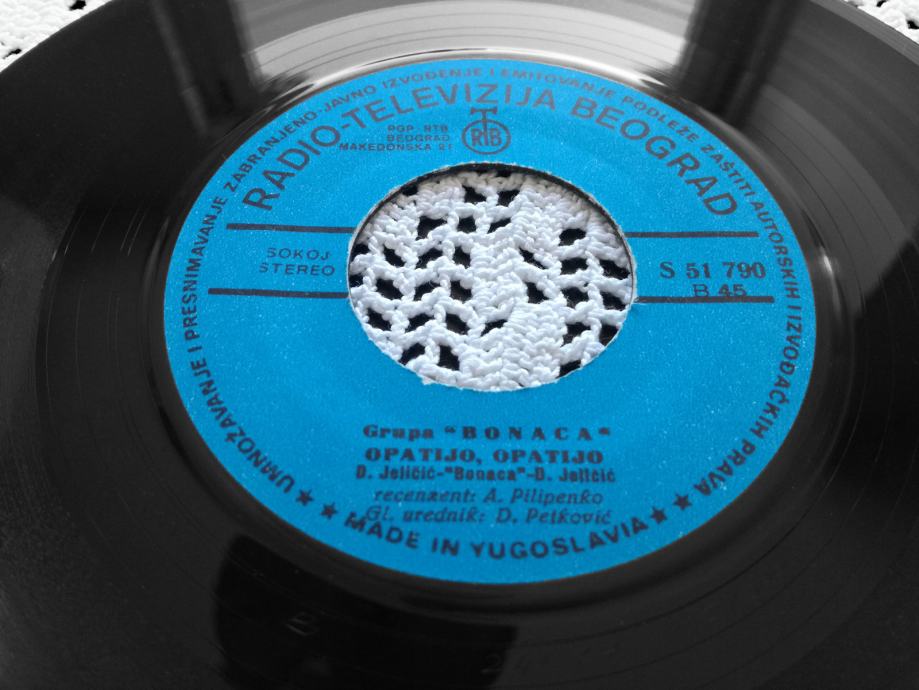 UMNOŽAVANJE I PRESNIMAVANJE ZABRANJENO·JAVNO IZVOĐENJE I EMITOVANJE PODLEŽE ZAŠTITI AUTORSKIH I IZVOĐAČKIH PRAVA
RADIO-TELEVIZIJA BEOGRAD
PGP RTB
BEOGRAD
MAKEDONSKA 21
RTB
SOKOJ
STEREO
S 51 790
B 45
Grupa "BONACA"
OPATIJO, OPATIJO
D. Jeličić-"Bonaca"-D. Jeličić
recenzent: A. Pilipenko
Gl. urednik: D. Petković
★★ MADE IN YUGOSLAVIA ★★